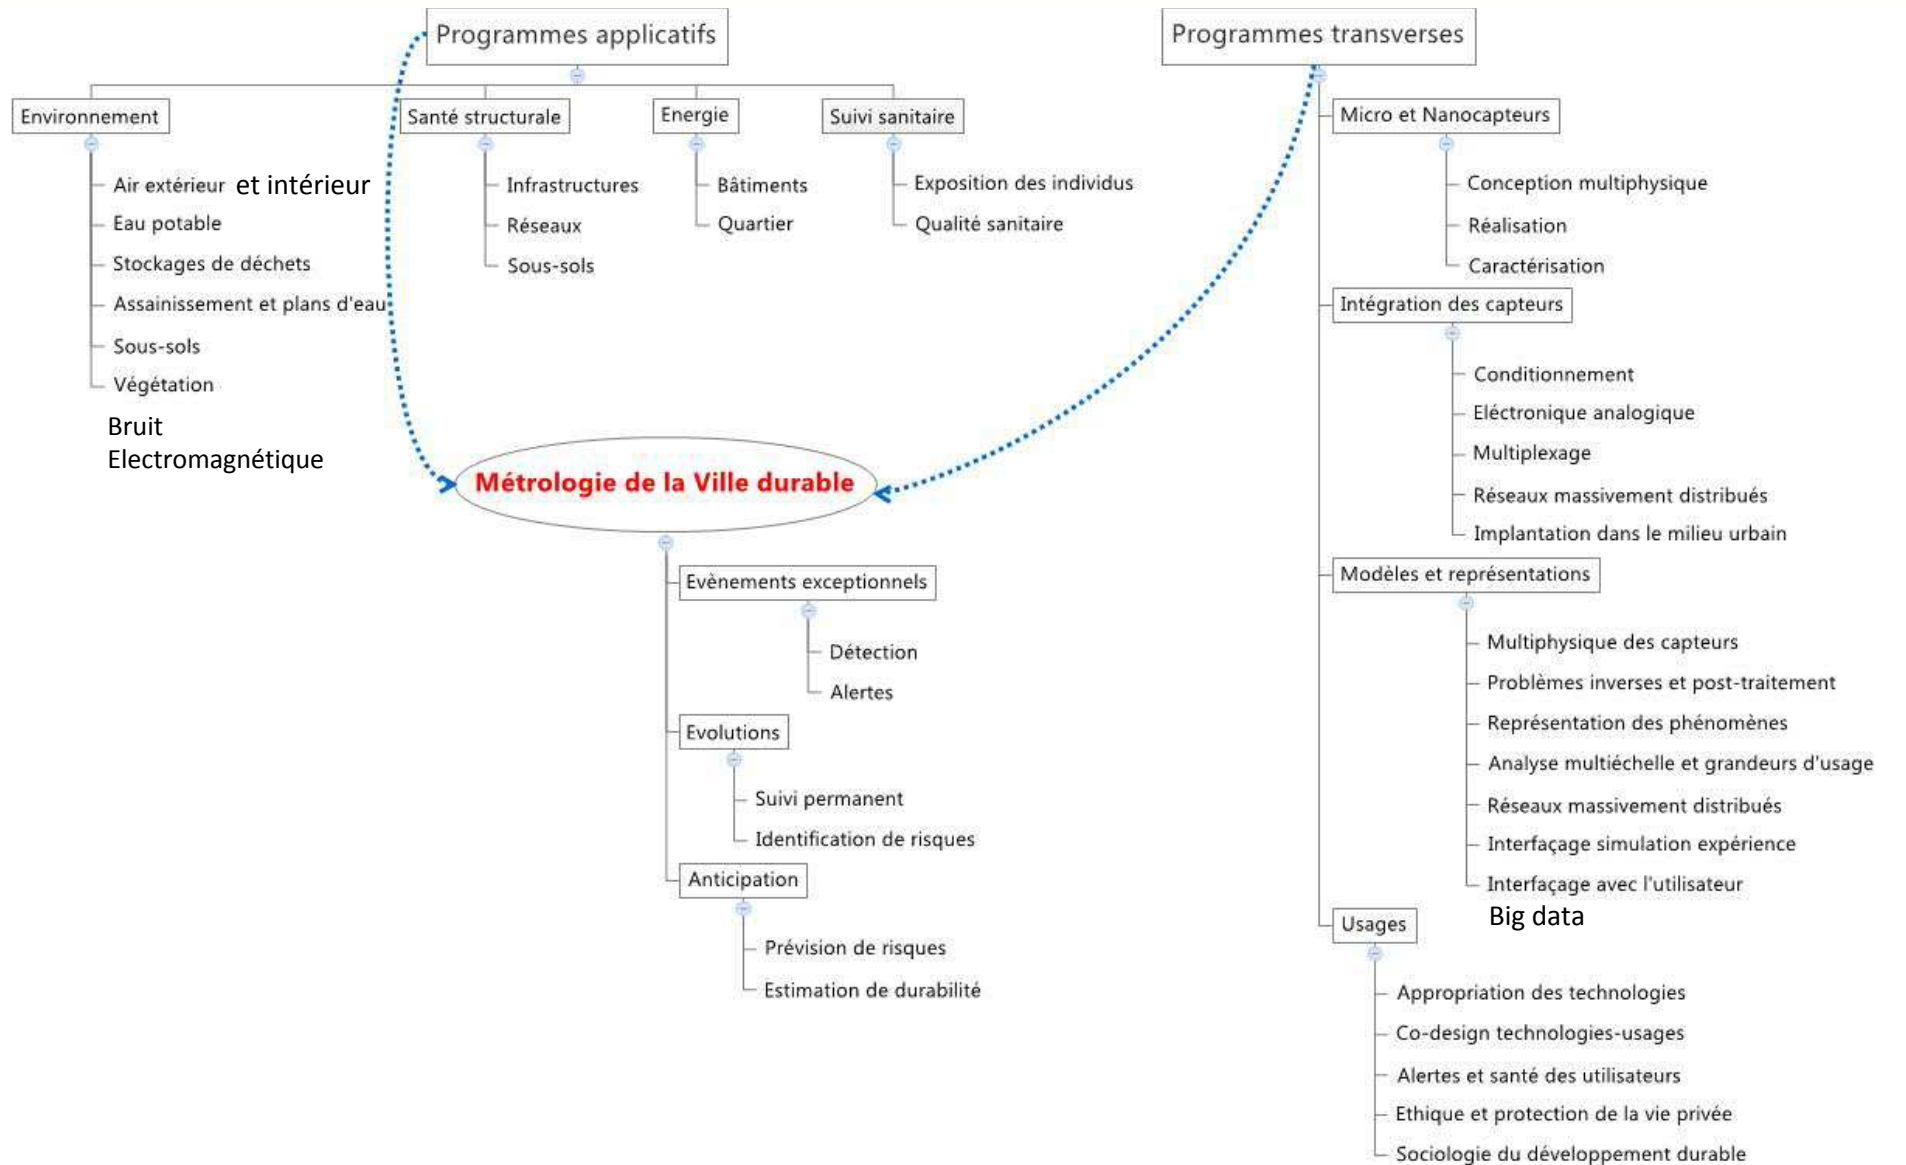 Programmes applicatifs
Environnement
Air extérieur et intérieur
Eau potable
Stockages de déchets
Assainissement et plans d'eau
Sous-sols
Végétation
Bruit
Electromagnétique
Santé structurale
Infrastructures
Réseaux
Sous-sols
Energie
Bâtiments
Quartier
Suivi sanitaire
Exposition des individus
Qualité sanitaire
Métrologie de la Ville durable
Evènements exceptionnels
Détection
Alertes
Evolutions
Suivi permanent
Identification de risques
Anticipation
Prévision de risques
Estimation de durabilité
Programmes transverses
Micro et Nanocapteurs
Conception multiphysique
Réalisation
Caractérisation
Intégration des capteurs
Conditionnement
Eléctronique analogique
Multiplexage
Réseaux massivement distribués
Implantation dans le milieu urbain
Modèles et représentations
Multiphysique des capteurs
Problèmes inverses et post-traitement
Représentation des phénomènes
Analyse multiéchelle et grandeurs d'usage
Réseaux massivement distribués
Interfaçage simulation expérience
Interfaçage avec l'utilisateur
Big data
Usages
Appropriation des technologies
Co-design technologies-usages
Alertes et santé des utilisateurs
Ethique et protection de la vie privée
Sociologie du développement durable